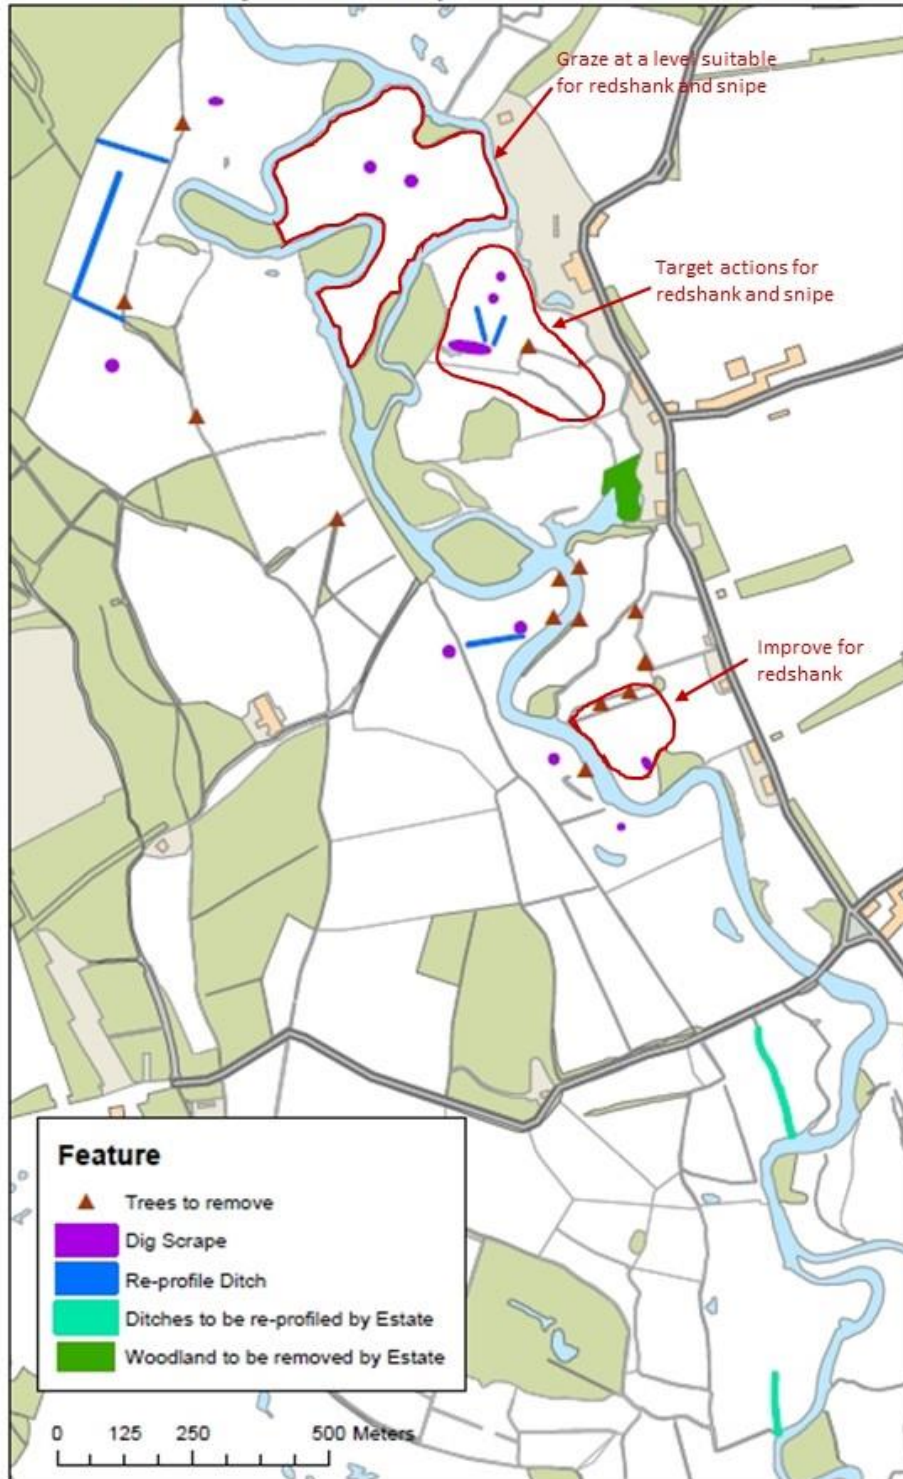 Graze at a level suitable
for redshank and snipe
Target actions for
redshank and snipe
Improve for
redshank
Feature
Trees to remove
Dig Scrape
Re-profile Ditch
Ditches to be re-profiled by Estate
Woodland to be removed by Estate
0 125 250 500 Meters